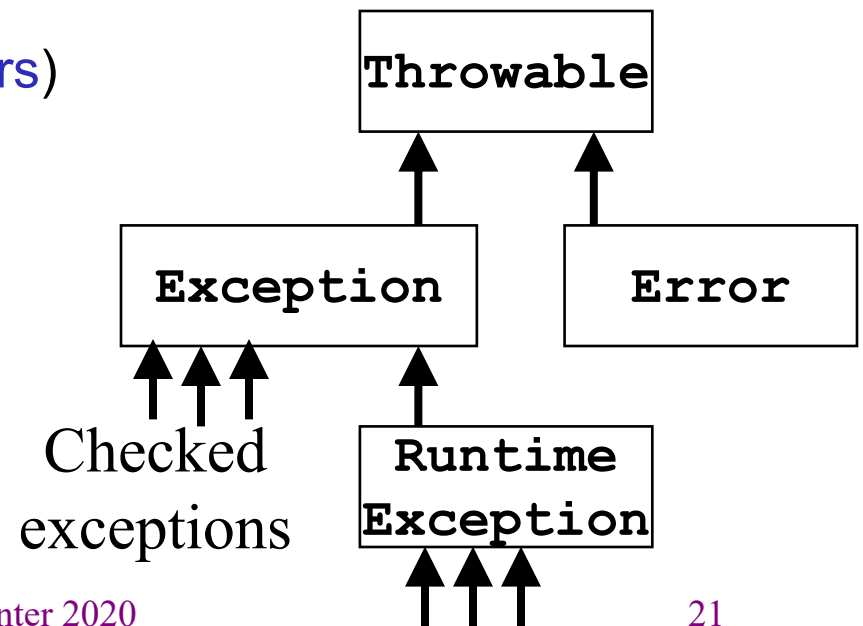 rs)
Throwable
Exception
Error
Checked
exceptions
Runtime
Exception
nter 2020
21